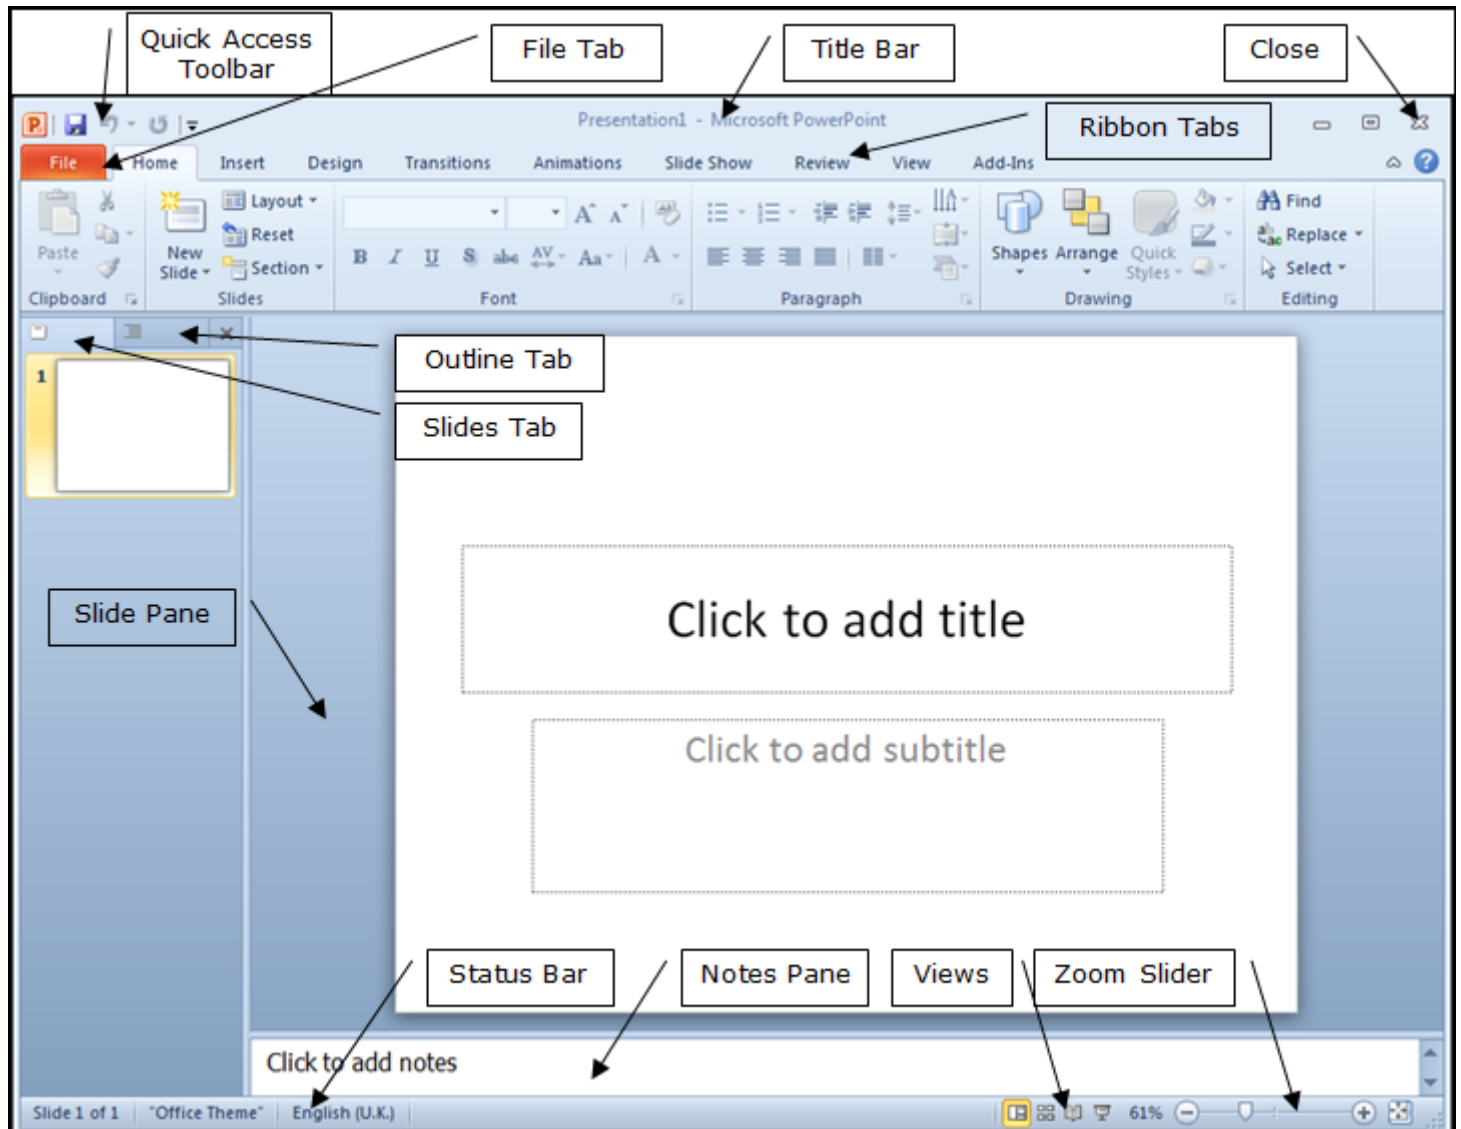 Quick Access
Toolbar
File Tab
Title Bar
Close
Presentation1 - Microsoft PowerPoint
Ribbon Tabs
File Home Insert Design Transitions Animations Slide Show Review View Add-Ins
Paste
New
Slide
Layout
Reset
Section
B I U S abc AV Aa A
A A
Shapes Arrange Quick
Styles
Find
Replace
Select
Clipboard Slides Font Paragraph Drawing Editing
Outline Tab
1
Slides Tab
Slide Pane
Click to add title
Click to add subtitle
Status Bar Notes Pane Views Zoom Slider
Click to add notes
Slide 1 of 1 "Office Theme" English (U.K.) 61%